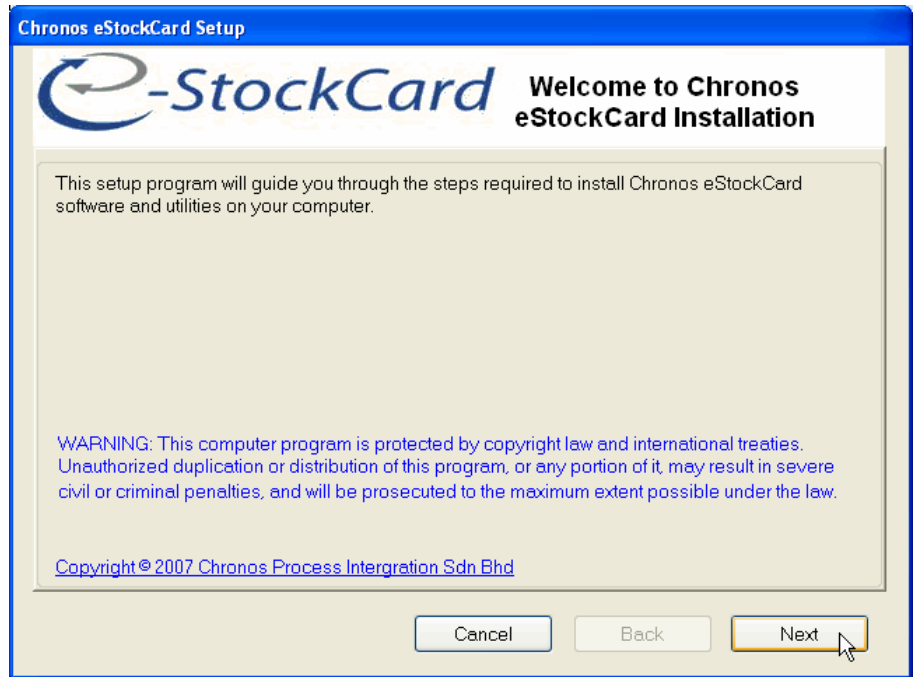 Chronos eStockCard Setup
e-StockCard
Welcome to Chronos
eStockCard Installation
This setup program will guide you through the steps required to install Chronos eStockCard
software and utilities on your computer.
WARNING: This computer program is protected by copyright law and international treaties.
Unauthorized duplication or distribution of this program, or any portion of it, may result in severe
civil or criminal penalties, and will be prosecuted to the maximum extent possible under the law.
Copyright © 2007 Chronos Process Intergration Sdn Bhd
Cancel Back Next